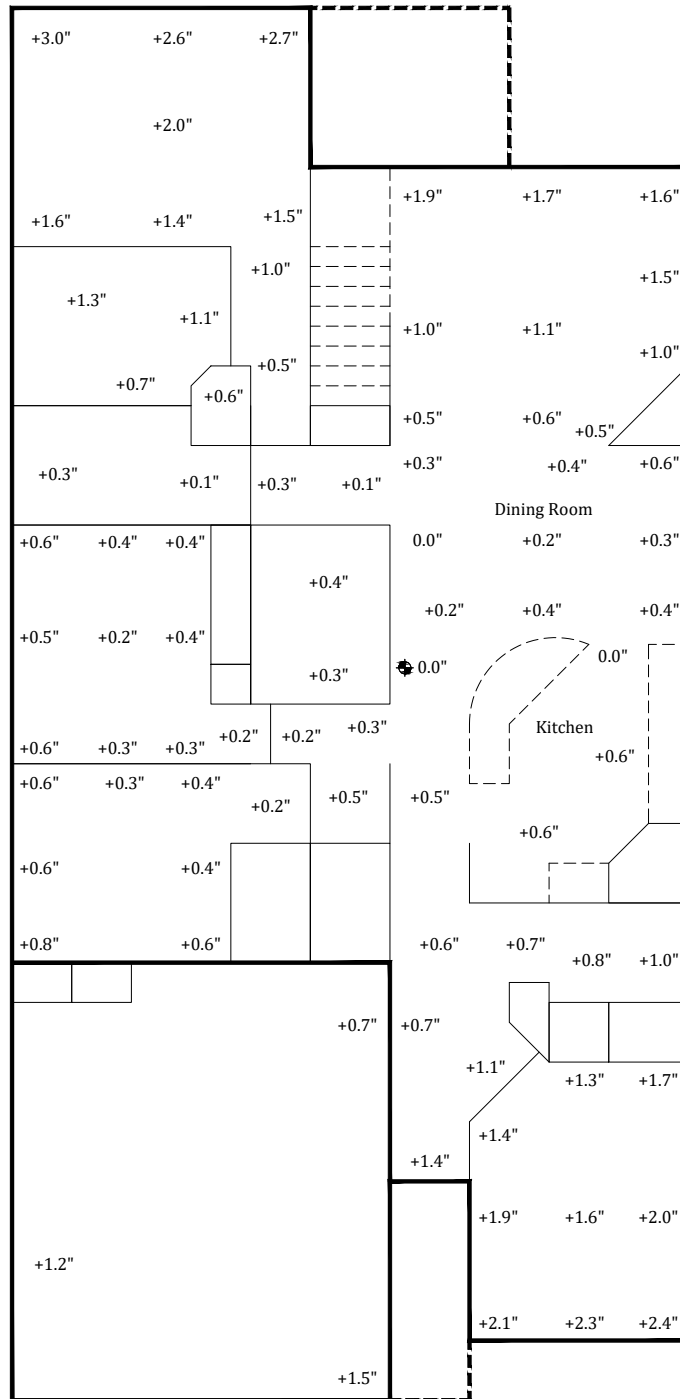 +3.0" +2.6" +2.7"
+2.0"
+1.9" +1.7" +1.6"
+1.6" +1.4" +1.5"
+1.0" +1.5"
+1.3"
+1.1" +1.0" +1.1"
+1.0"
+0.5"
+0.7" +0.6"
+0.5" +0.6"
+0.5"
+0.3" +0.4" +0.6"
+0.3" +0.1" +0.3" +0.1"
Dining Room
+0.6" +0.4" +0.4" 0.0" +0.2" +0.3"
+0.4"
+0.2" +0.4" +0.4"
+0.5" +0.2" +0.4"
0.0"
+0.3" 0.0"
Kitchen
+0.2" +0.2" +0.3"
+0.6" +0.3" +0.3" +0.6"
+0.6" +0.3" +0.4"
+0.2" +0.5" +0.5"
+0.6"
+0.6" +0.4"
+0.8" +0.6" +0.6" +0.7"
+0.8" +1.0"
+0.7" +0.7"
+1.1"
+1.3" +1.7"
+1.4"
+1.4"
+1.9" +1.6" +2.0"
+1.2"
+2.1" +2.3" +2.4"
+1.5"